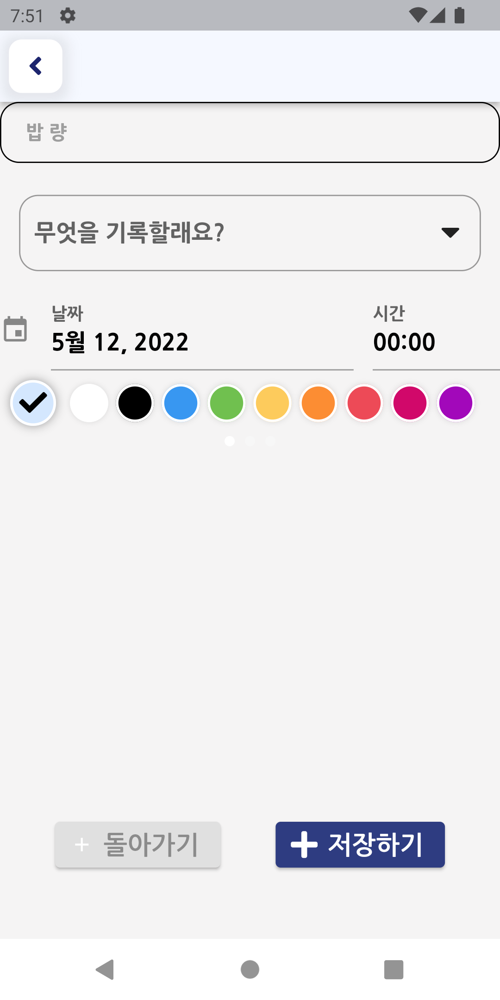 7:51
밥 량
무엇을 기록할래요?
날짜
시간
5월 12, 2022
00:00
돌아가기
저장하기